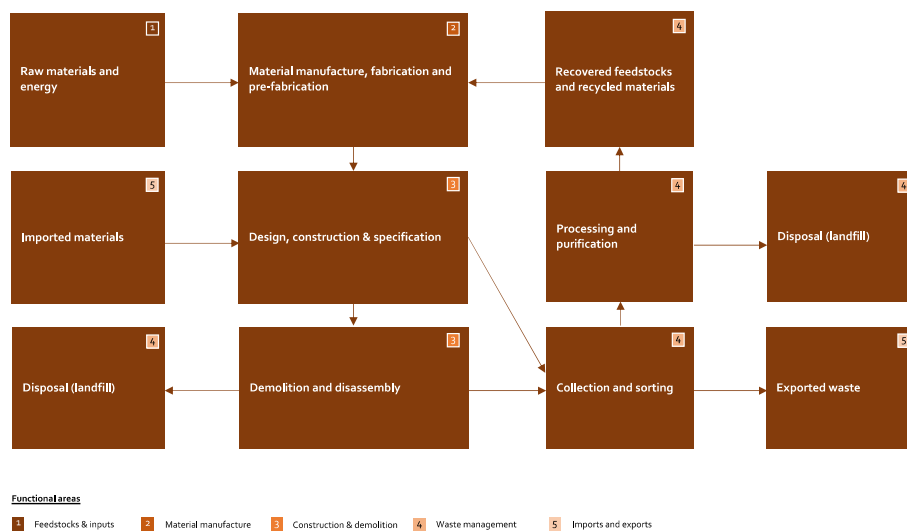 1
Raw materials and
energy
2
Material manufacture, fabrication and
pre-fabrication
4
Recovered feedstocks
and recycled materials
5
Imported materials
3
Design, construction & specification
4
Processing and
purification
4
Disposal (landfill)
4
Disposal (landfill)
3
Demolition and disassembly
4
Collection and sorting
5
Exported waste
Functional areas
1 Feedstocks & inputs 2 Material manufacture 3 Construction & demolition 4 Waste management 5 Imports and exports